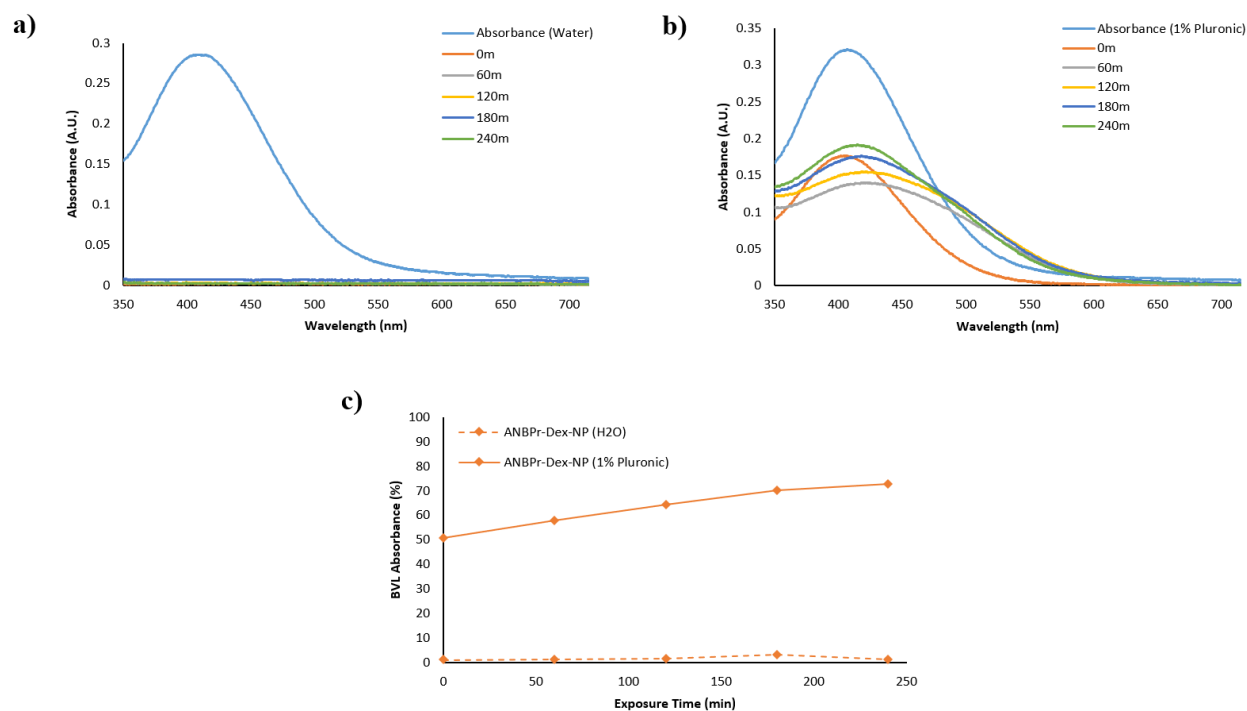 a)
Absorbance (Water)
0m
60m
120m
180m
240m
0.3
0.25
0.2
0.15
0.1
0.05
0
350 400 450 500 550 600 650 700
Absorbance (A.U.)
Wavelength (nm)
b)
Absorbance (1% Pluronic)
0m
60m
120m
180m
240m
0.35
0.3
0.25
0.2
0.15
0.1
0.05
0
350 400 450 500 550 600 650 700
Absorbance (A.U.)
Wavelength (nm)
c)
ANBPr-Dex-NP (H2O)
ANBPr-Dex-NP (1% Pluronic)
100
90
80
70
60
50
40
30
20
10
0
0 50 100 150 200 250
BVL Absorbance (%)
Exposure Time (min)